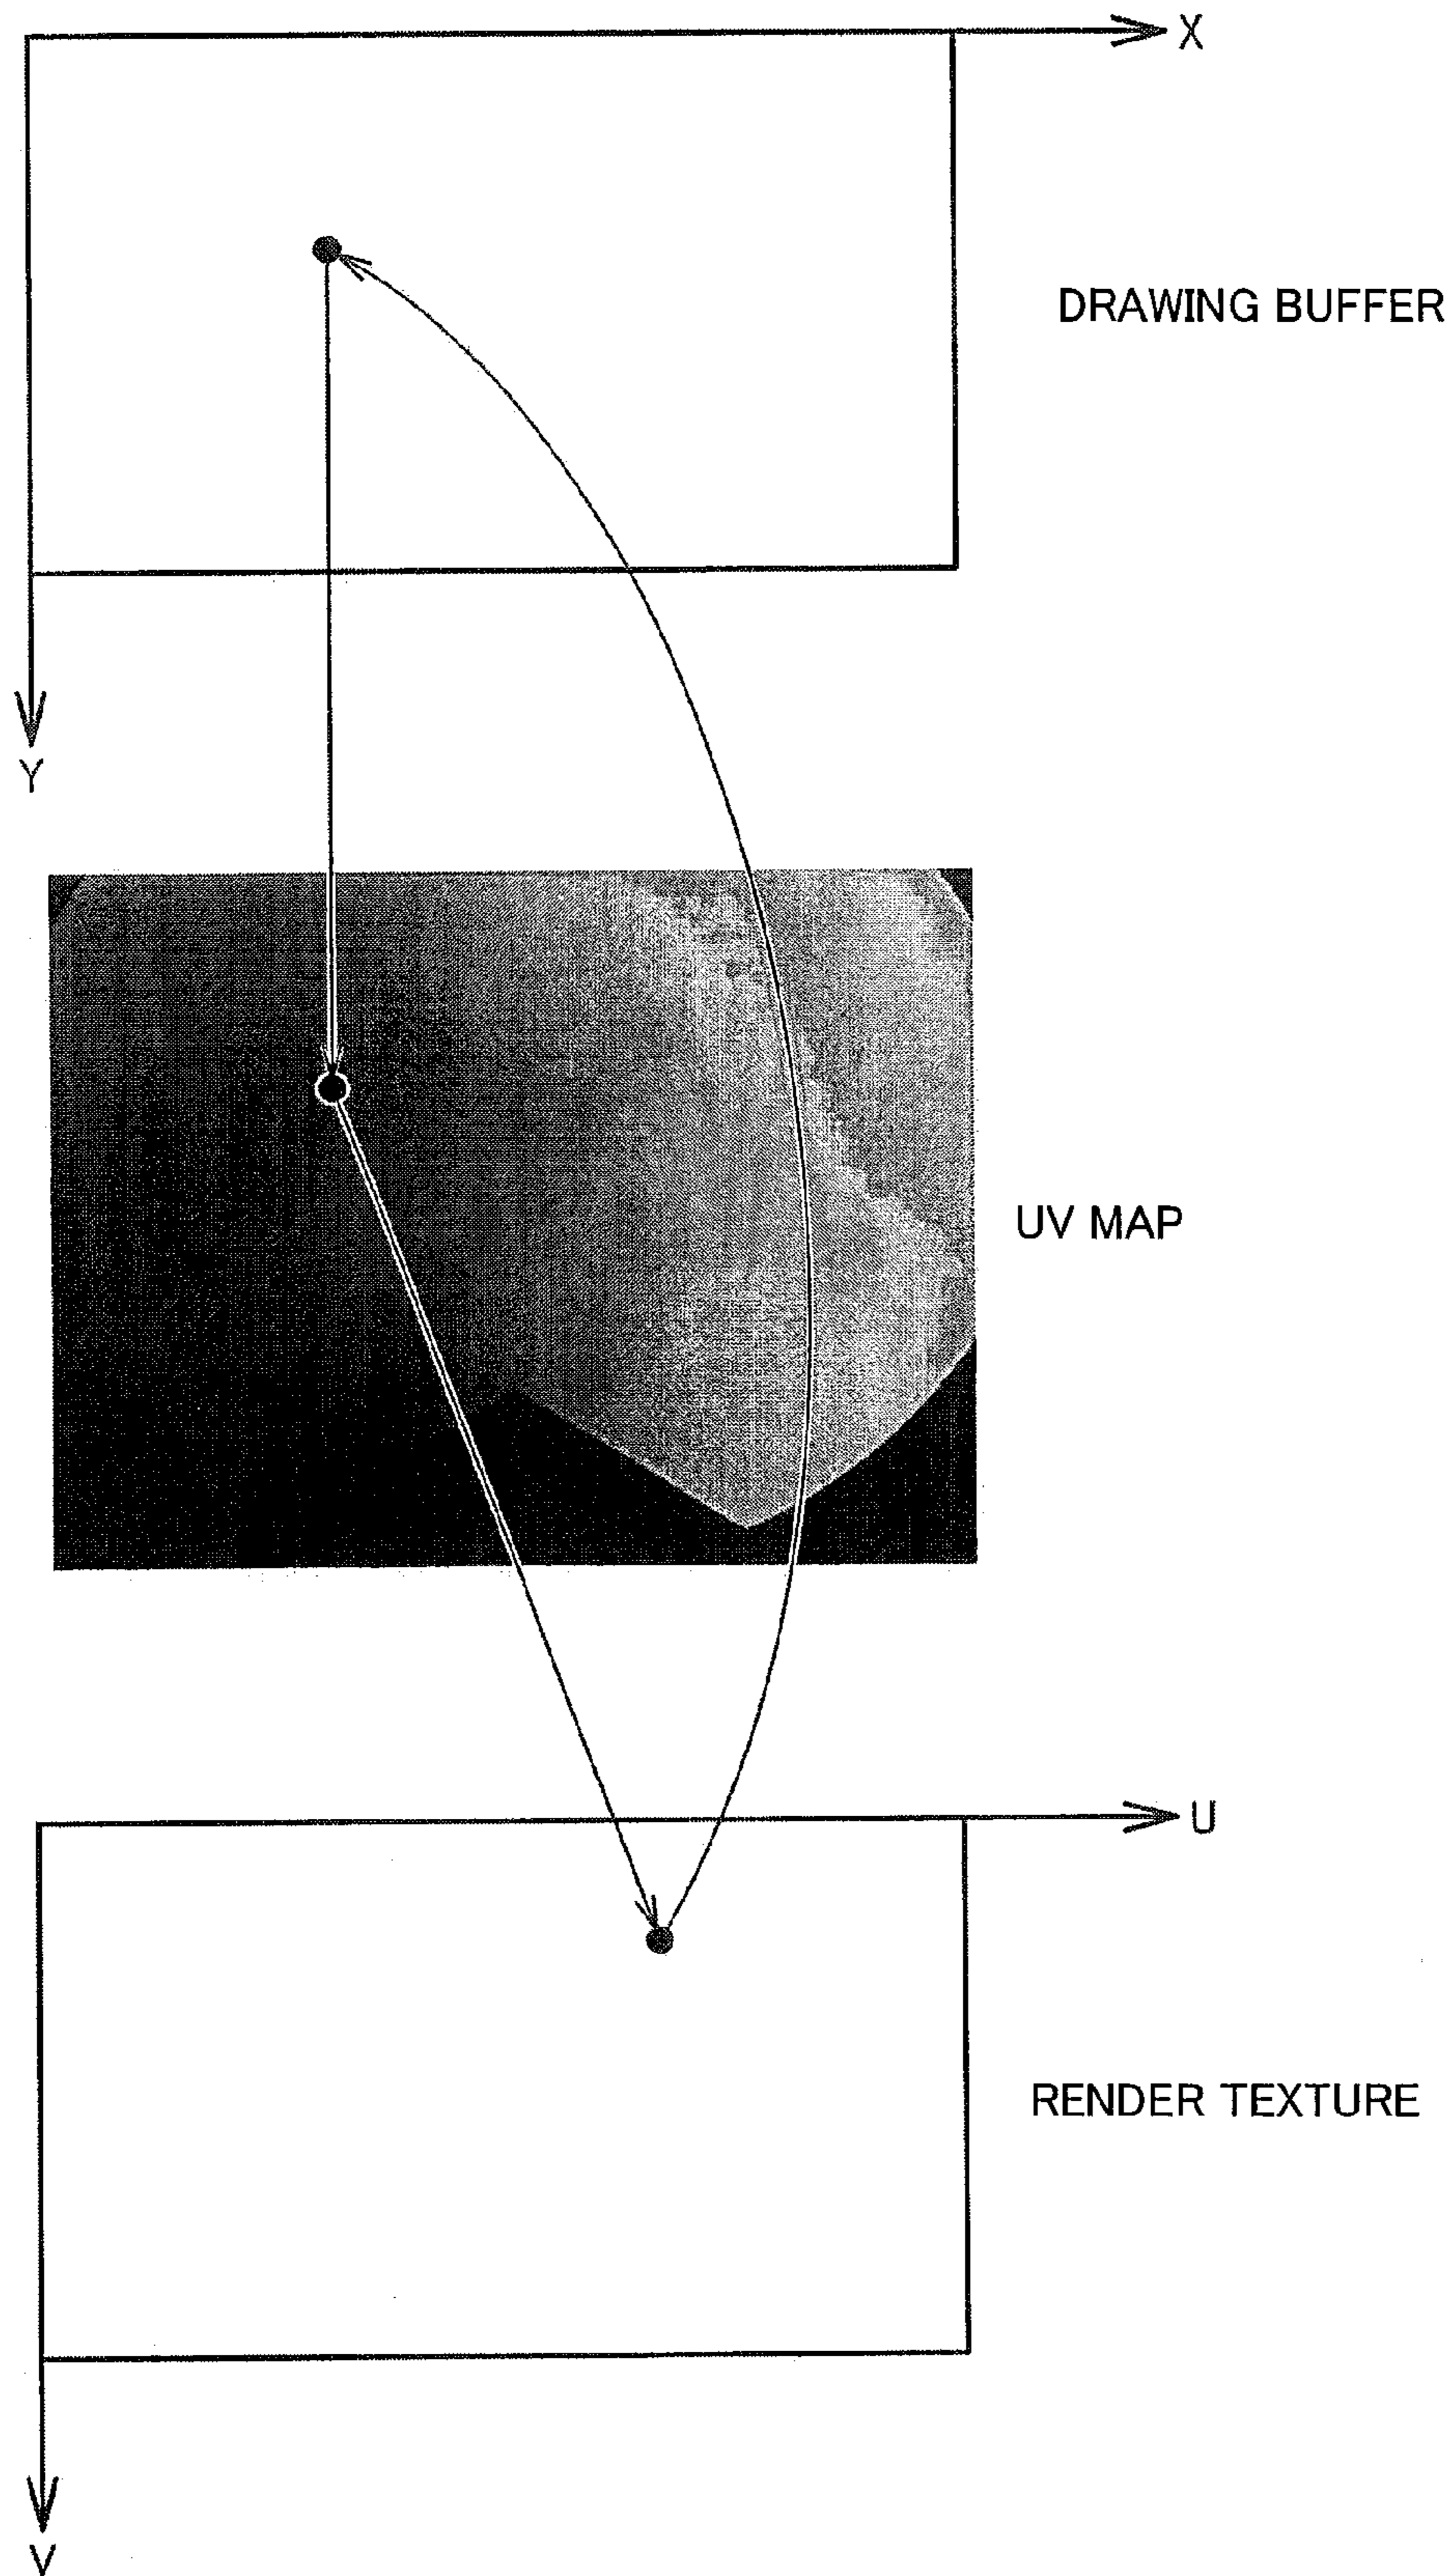 X
DRAWING BUFFER
Y
UV MAP
U
RENDER TEXTURE
V